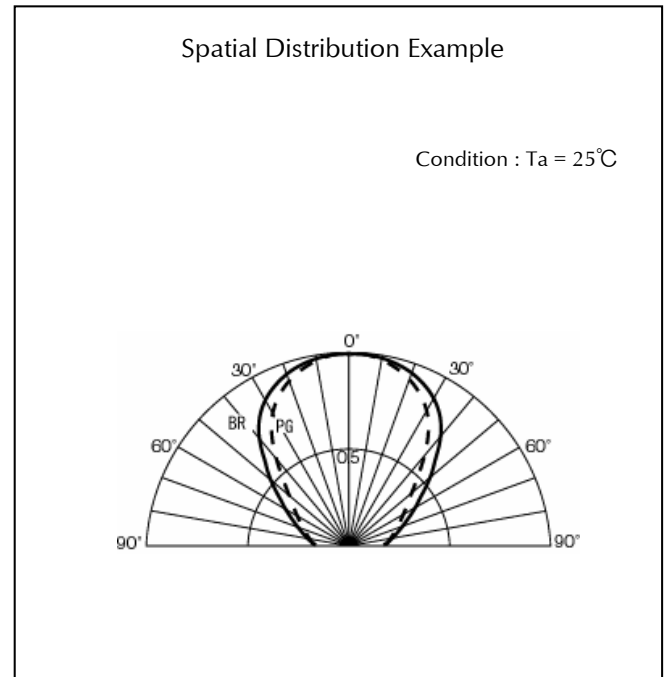 Spatial Distribution Example
Condition : Ta = 25℃
0°
30° 30°
BR PG
60° 60°
0.5
90° 90°